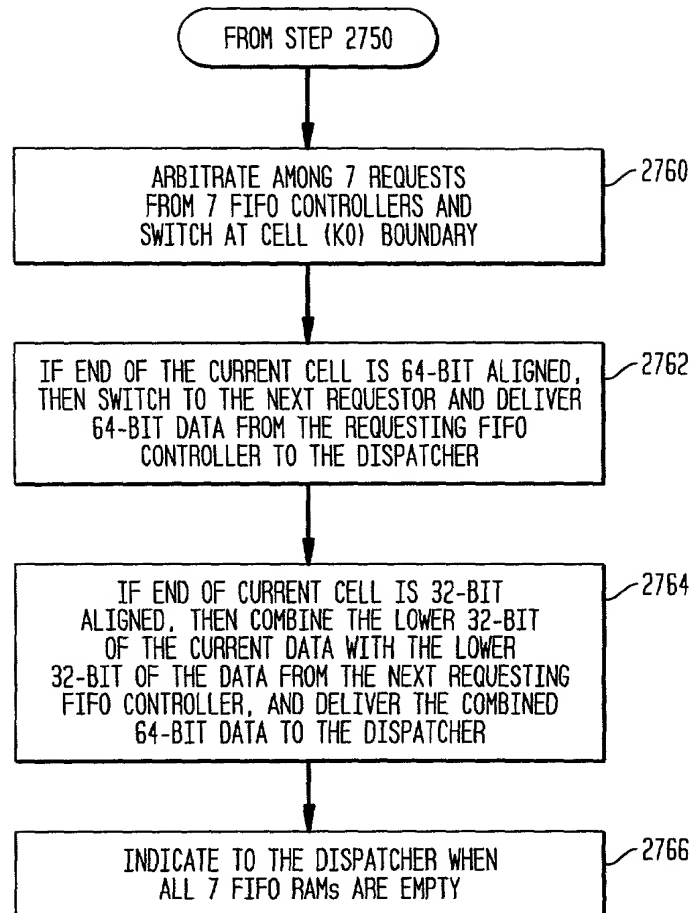 FROM STEP 2750
ARBITRATE AMONG 7 REQUESTS
FROM 7 FIFO CONTROLLERS AND
SWITCH AT CELL (K0) BOUNDARY
2760
IF END OF THE CURRENT CELL IS 64-BIT ALIGNED,
THEN SWITCH TO THE NEXT REQUESTOR AND DELIVER
64-BIT DATA FROM THE REQUESTING FIFO
CONTROLLER TO THE DISPATCHER
2762
IF END OF CURRENT CELL IS 32-BIT
ALIGNED, THEN COMBINE THE LOWER 32-BIT
OF THE CURRENT DATA WITH THE LOWER
32-BIT OF THE DATA FROM THE NEXT REQUESTING
FIFO CONTROLLER, AND DELIVER THE COMBINED
64-BIT DATA TO THE DISPATCHER
2764
INDICATE TO THE DISPATCHER WHEN
ALL 7 FIFO RAMs ARE EMPTY
2766